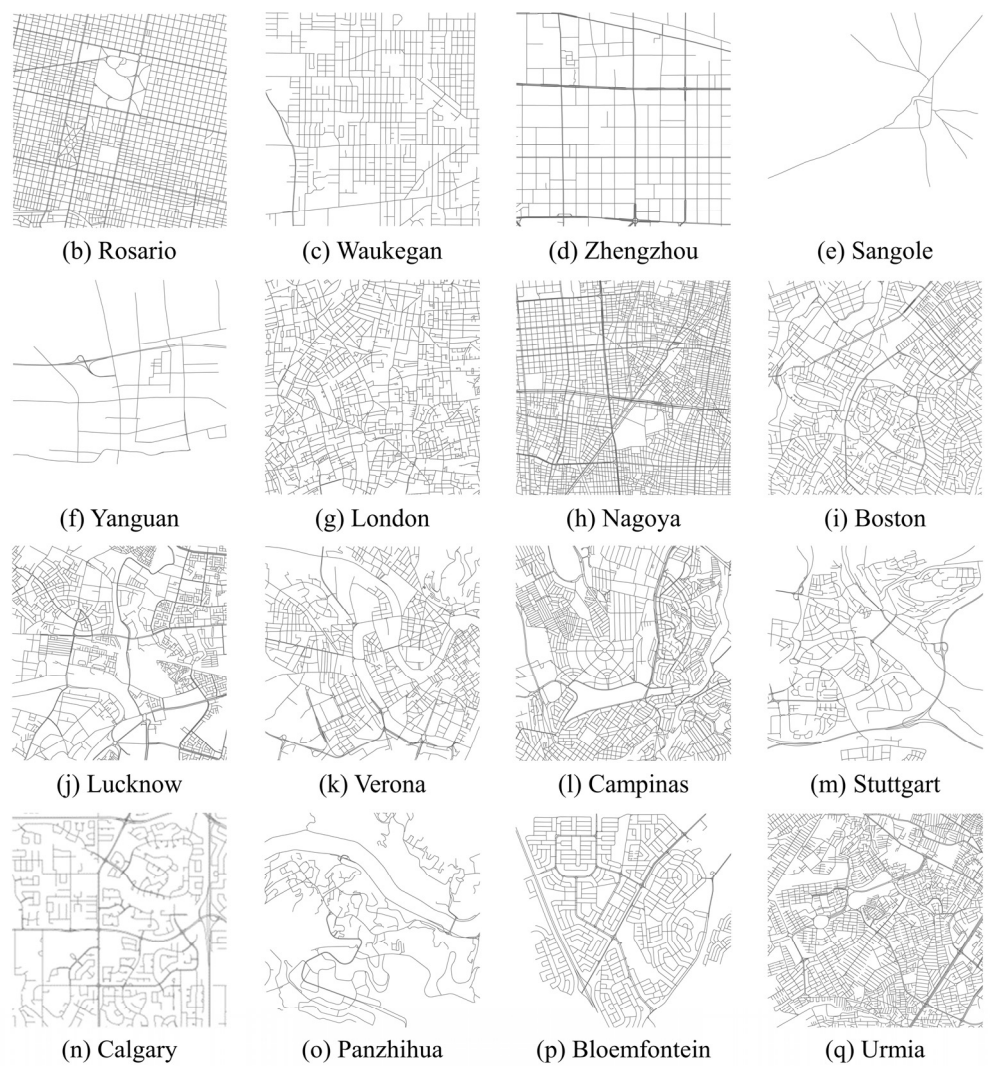 (b) Rosario
(c) Waukegan
(d) Zhengzhou
(e) Sangole
(f) Yanguan
(g) London
(h) Nagoya
(i) Boston
(j) Lucknow
(k) Verona
(l) Campinas
(m) Stuttgart
(n) Calgary
(o) Panzhihua
(p) Bloemfontein
(q) Urmia